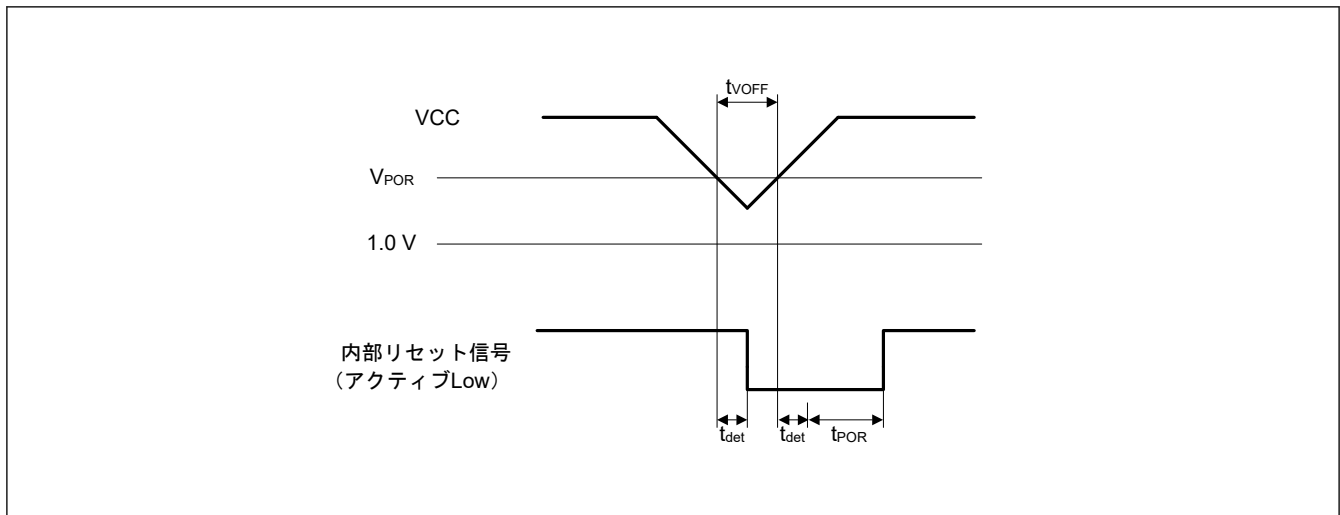 tVOFF
VCC
VPOR
1.0 V
内部リセット信号
（アクティブLow）
tdet
tdet
tPOR